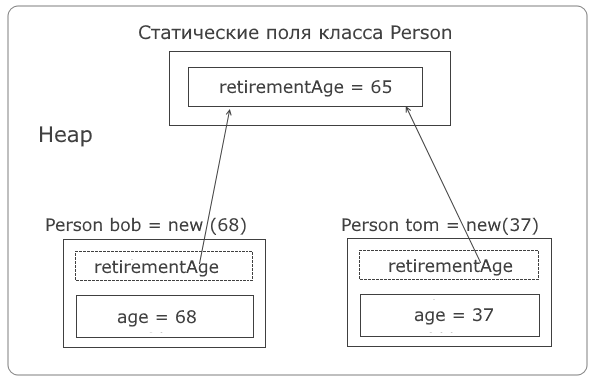 Статические поля класса Person
retirementAge = 65
Heap
Person bob = new (68)
Person tom = new(37)
retirementAge
retirementAge
age = 68
age = 37